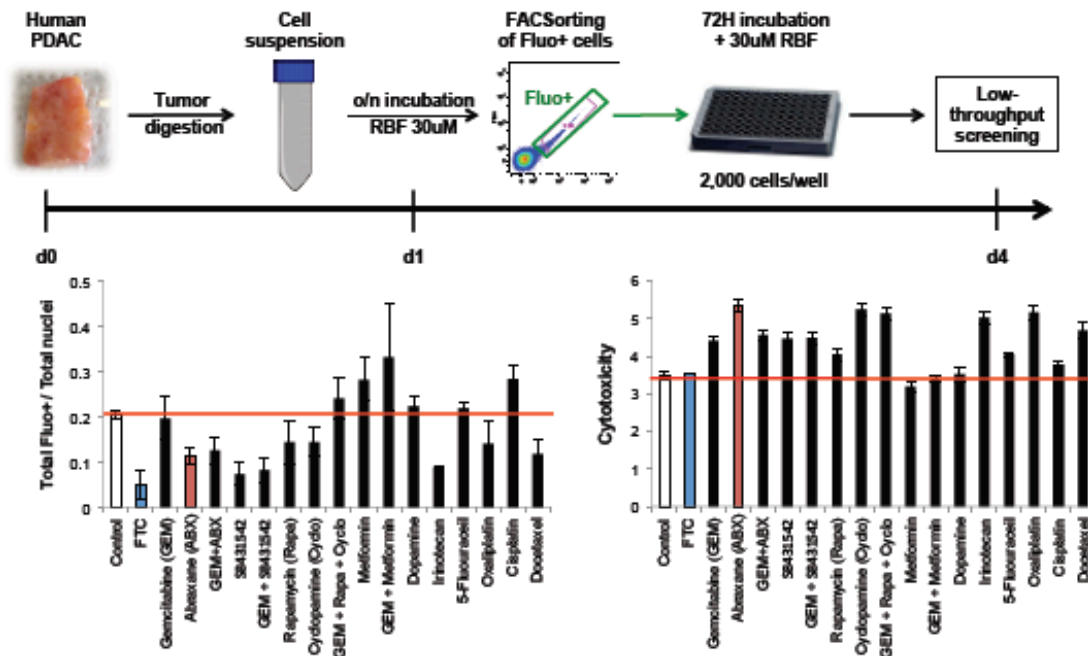 Human
PDAC
Tumor
digestion
Cell
suspension
o/n incubation
RBF 30uM
FACSorting
of Fluo+ cells
Fluo+
72H incubation
+ 30uM RBF
2,000 cells/well
Low-
throughput
screening
d0
d1
d4
Total Fluo+ / Total nuclei
0.5
0.4
0.3
0.2
0.1
0
Control
FTC
Gemcitabine (GEM)
Abraxane (ABX)
GEM+ABX
SB431542
GEM + SB431542
Rapamycin (Rapa)
Cyclopamine (Cyclo)
GEM + Rapa + Cyclo
Metformin
GEM + Metformin
Dopamine
Irinotecan
5-Fluouraceil
Oxaliplatin
Cisplatin
Docetaxel
Cytotoxicity
6
5
4
3
2
1
0
Control
FTC
Gemcitabine (GEM)
Abraxane (ABX)
GEM+ABX
SB431542
GEM + SB431542
Rapamycin (Rapa)
Cyclopamine (Cyclo)
GEM + Rapa + Cyclo
Metformin
GEM + Metformin
Dopamine
Irinotecan
5-Fluouraceil
Oxaliplatin
Cisplatin
Docetaxel